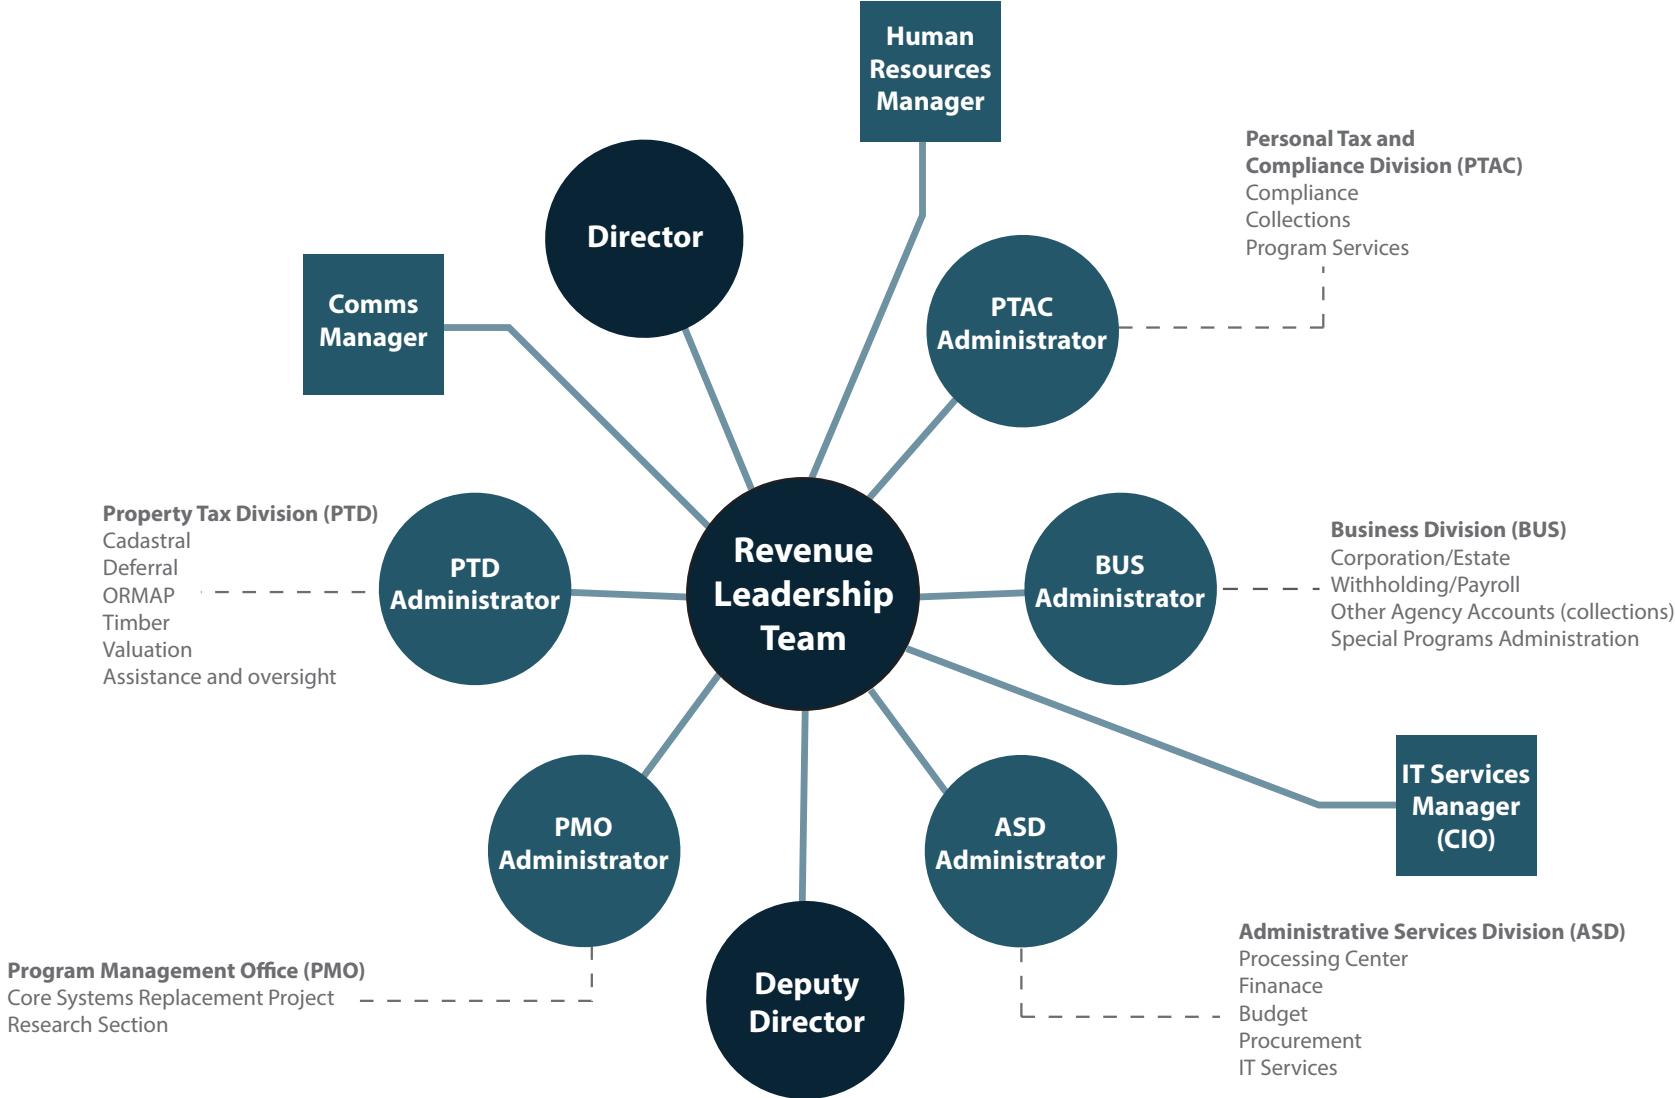 Human
Resources
Manager
Personal Tax and
Compliance Division (PTAC)
Compliance
Collections
Program Services
Director
Comms
Manager
PTAC
Administrator
Property Tax Division (PTD)
Cadastral
Deferral
ORMAP
Timber
Valuation
Assistance and oversight
PTD
Administrator
Revenue
Leadership
Team
BUS
Administrator
Business Division (BUS)
Corporation/Estate
Withholding/Payroll
Other Agency Accounts (collections)
Special Programs Administration
IT Services
Manager
(CIO)
PMO
Administrator
ASD
Administrator
Program Management Office (PMO)
Core Systems Replacement Project
Research Section
Deputy
Director
Administrative Services Division (ASD)
Processing Center
Finanace
Budget
Procurement
IT Services